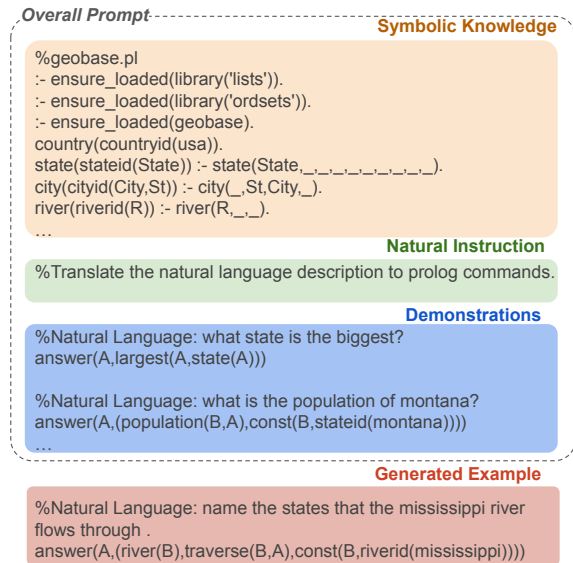 Overall Prompt
Symbolic Knowledge
%geobase.pl
:- ensure_loaded(library('lists')).
:- ensure_loaded(library('ordsets')).
:- ensure_loaded(geobase).
country(countryid(usa)).
state(stateid(State)) :- state(State,_,_,_,_,_,_,_,_,_).
city(cityid(City,St)) :- city(_,St,City,_).
river(riverid(R)) :- river(R,_,_).
…
Natural Instruction
%Translate the natural language description to prolog commands.
Demonstrations
%Natural Language: what state is the biggest?
answer(A,largest(A,state(A)))
%Natural Language: what is the population of montana?
answer(A,(population(B,A),const(B,stateid(montana))))
…
Generated Example
%Natural Language: name the states that the mississippi river
flows through .
answer(A,(river(B),traverse(B,A),const(B,riverid(mississippi))))